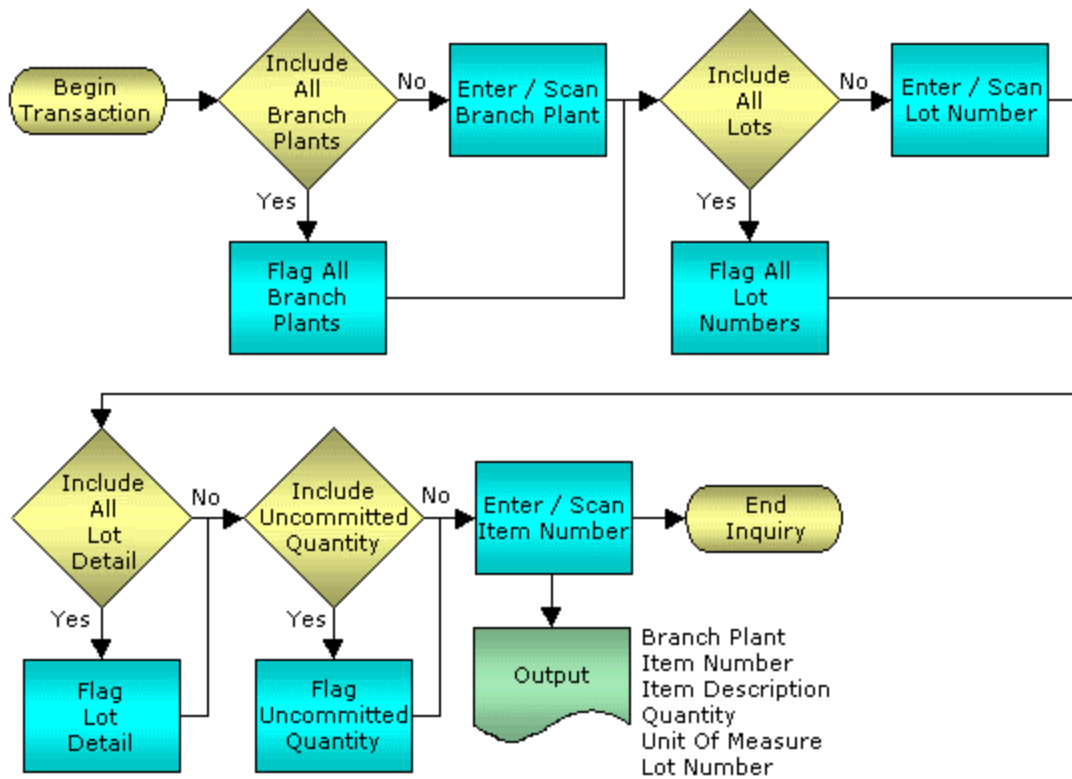 Begin
Transaction
Include
All
Branch
Plants
No
Yes
Enter / Scan
Branch Plant
Flag All
Branch
Plants
Include
All
Lots
No
Yes
Enter / Scan
Lot Number
Flag All
Lot
Numbers
Include
All
Lot
Detail
No
Yes
Flag
Lot
Detail
Include
Uncommitted
Quantity
No
Yes
Flag
Uncommitted
Quantity
Enter / Scan
Item Number
End
Inquiry
Output
Branch Plant
Item Number
Item Description
Quantity
Unit Of Measure
Lot Number